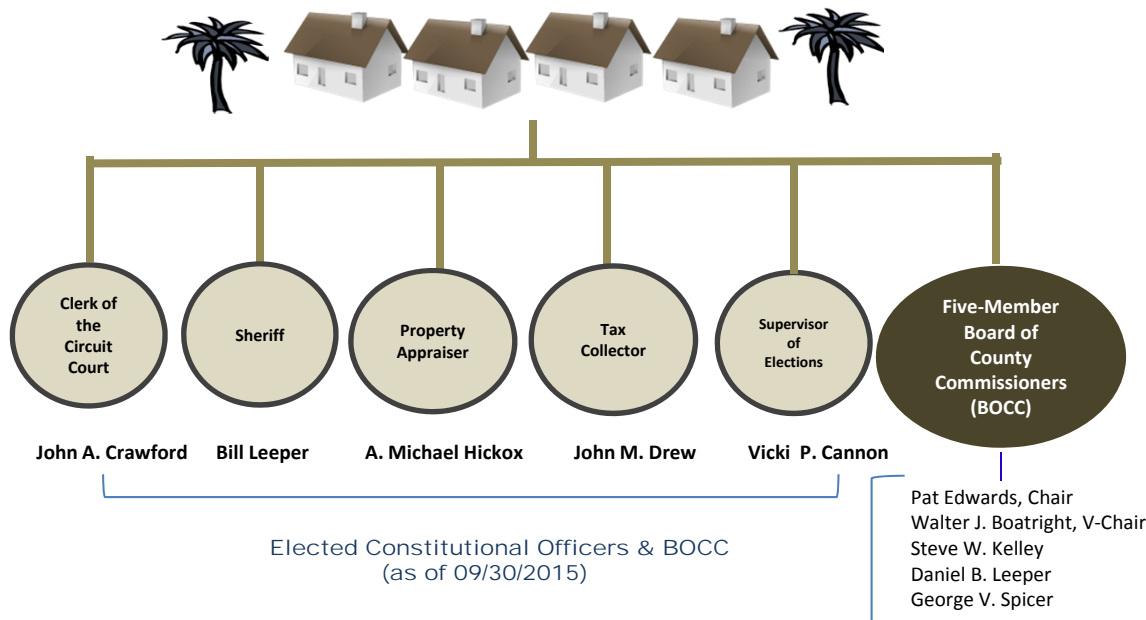 Clerk of
the
Circuit
Court
Sheriff
Property
Appraiser
Tax
Collector
Supervisor
of
Elections
Five-Member
Board of
County
Commissioners
(BOCC)
John A. Crawford
Bill Leeper
A. Michael Hickox
John M. Drew
Vicki P. Cannon
Pat Edwards, Chair
Walter J. Boatright, V-Chair
Steve W. Kelley
Daniel B. Leeper
George V. Spicer
Elected Constitutional Officers & BOCC
(as of 09/30/2015)